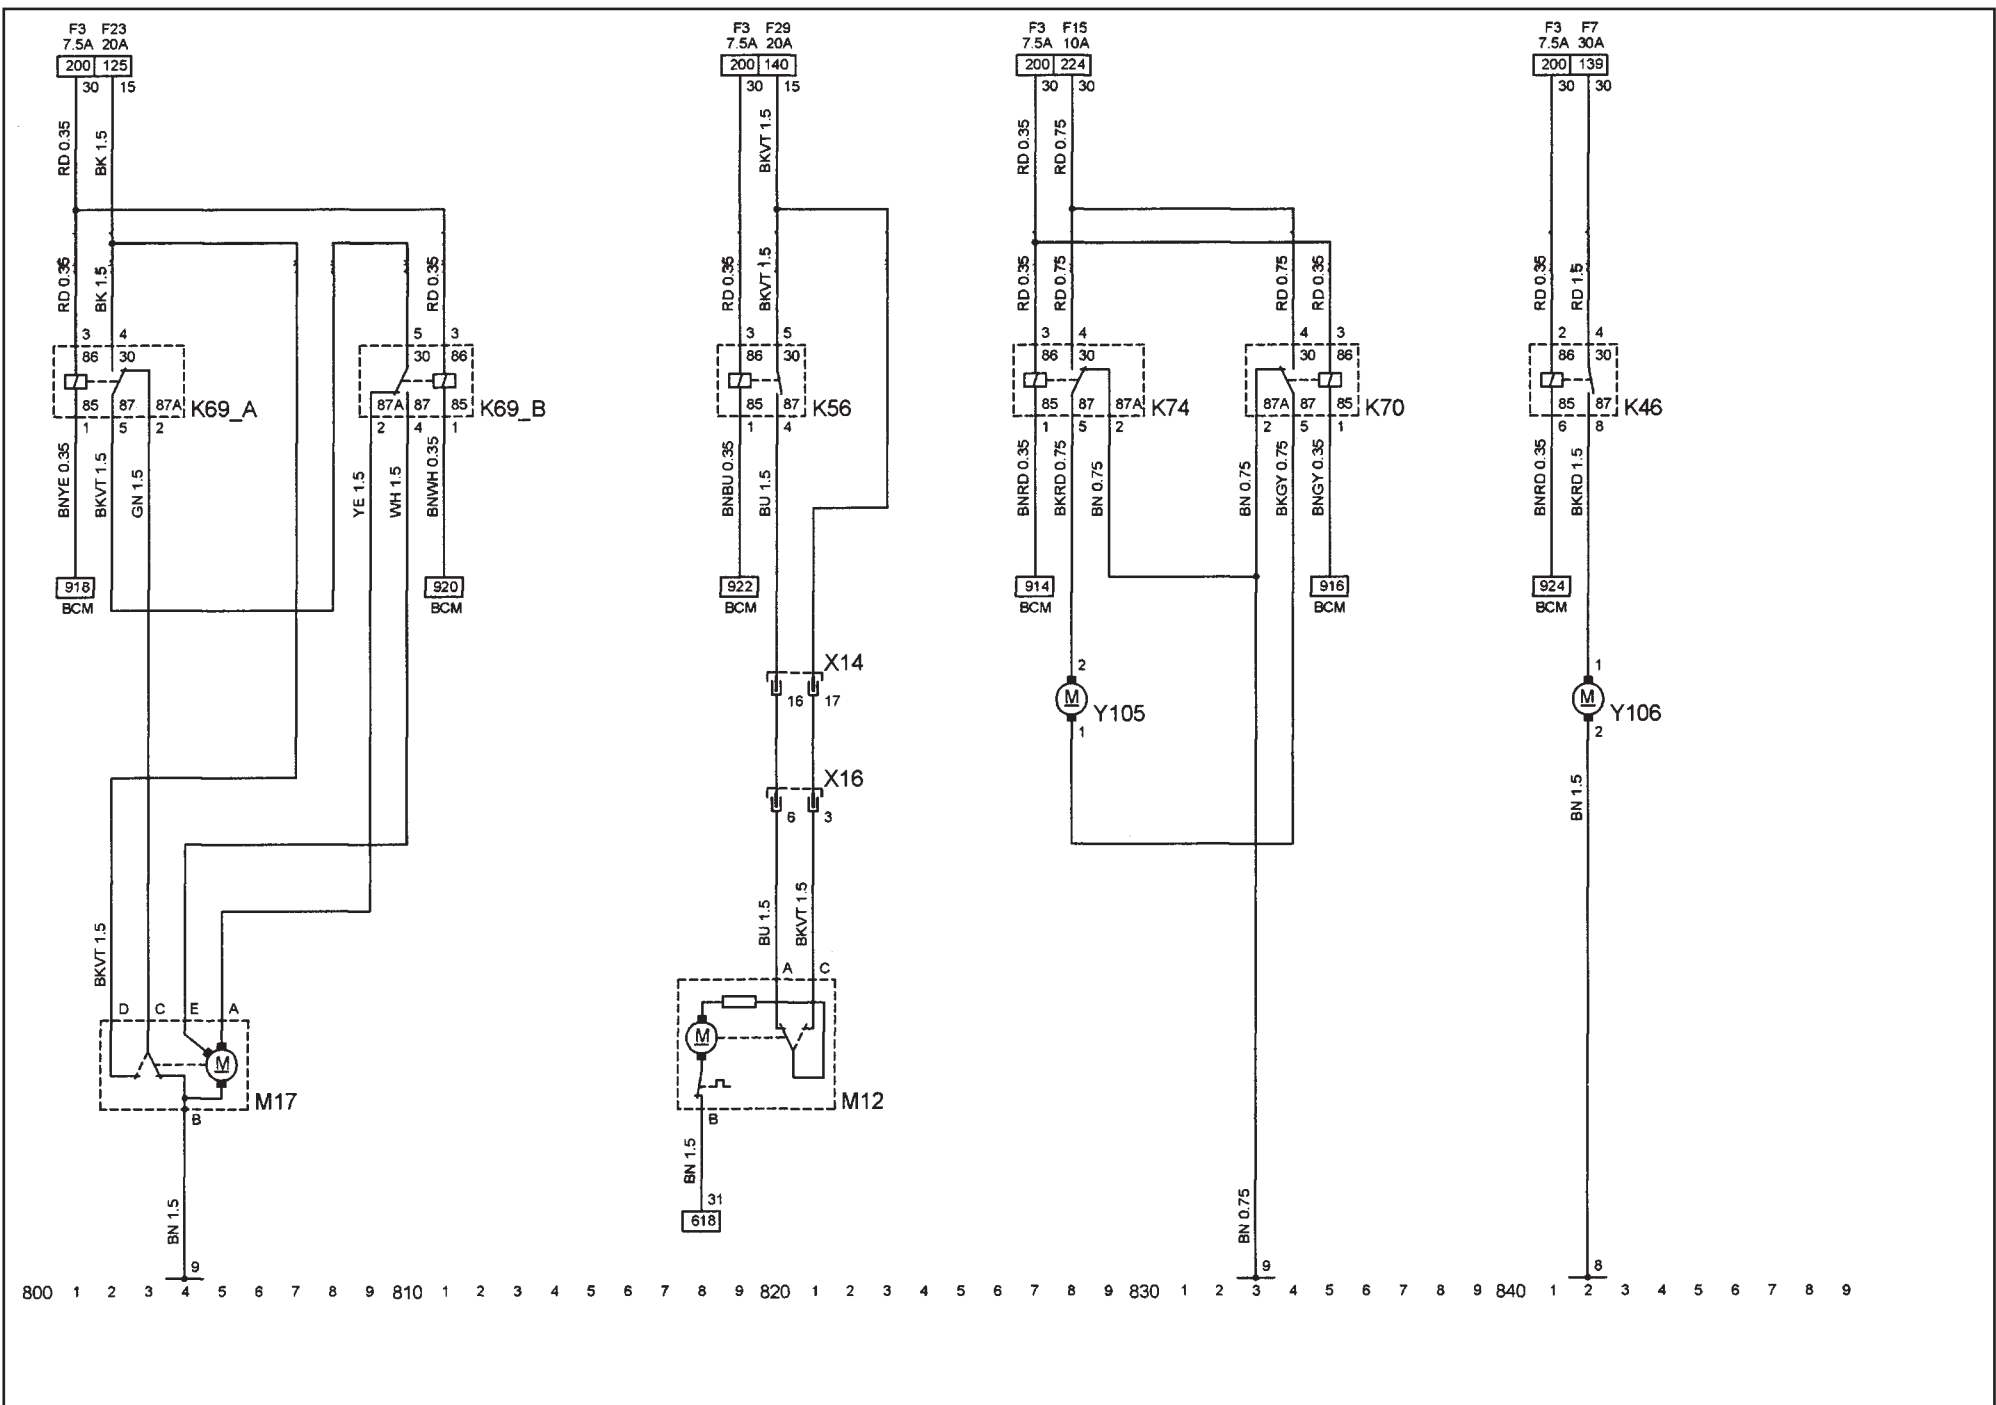 F3 F23
7.5A 20A
200 125
30 15
RD 0.35
BK 1.5
RD 0.35
BK 1.5
RD 0.35
3 4
86 30
85 87 87A
K69_A
1 5 2
5 3
30 86
87A 87 85
K69_B
2 4 1
BNYE 0.35
BKVT 1.5
GN 1.5
YE 1.5
WH 1.5
BNWH 0.35
918
BCM
920
BCM
BKVT 1.5
D C E A
M
M17
B
BN 1.5
9
F3 F29
7.5A 20A
200 140
30 15
BKVT 1.5
RD 0.35
BKVT 1.5
3 5
86 30
85 87
K56
1 4
BNBU 0.35
BU 1.5
922
BCM
X14
16 17
X16
6 3
BU 1.5
BKVT 1.5
A C
M
M12
B
BN 1.5
31
618
F3 F15
7.5A 10A
200 224
30 30
RD 0.35
RD 0.75
RD 0.35
RD 0.75
RD 0.75
RD 0.35
3 4
86 30
85 87 87A
K74
1 5 2
4 3
30 86
87A 87 85
K70
2 5 1
BNRD 0.35
BKRD 0.75
BN 0.75
BN 0.75
BKGY 0.75
BNGY 0.35
914
BCM
916
BCM
2
M
Y105
1
BN 0.75
9
F3 F7
7.5A 30A
200 139
30 30
RD 0.35
RD 1.5
2 4
86 30
85 87
K46
6 8
BNRD 0.35
BKRD 1.5
924
BCM
1
M
Y106
2
BN 1.5
8
800 1 2 3 4 5 6 7 8 9 810 1 2 3 4 5 6 7 8 9 820 1 2 3 4 5 6 7 8 9 830 1 2 3 4 5 6 7 8 9 840 1 2 3 4 5 6 7 8 9